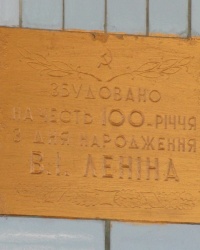 ЗБУДОВАНО
НА ЧЕСТЬ 100-РІЧЧЯ
З ДНЯ НАРОДЖЕННЯ
В.І. ЛЕНІНА